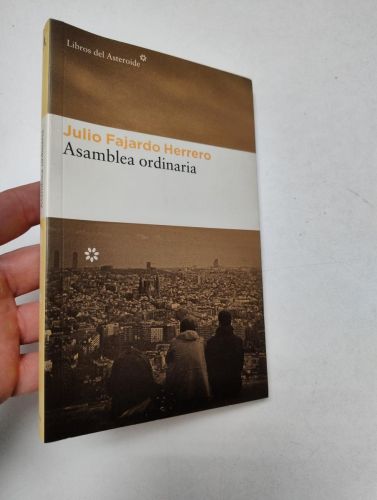 Libros del Asteroide
Julio Fajardo Herrero
Asamblea ordinaria